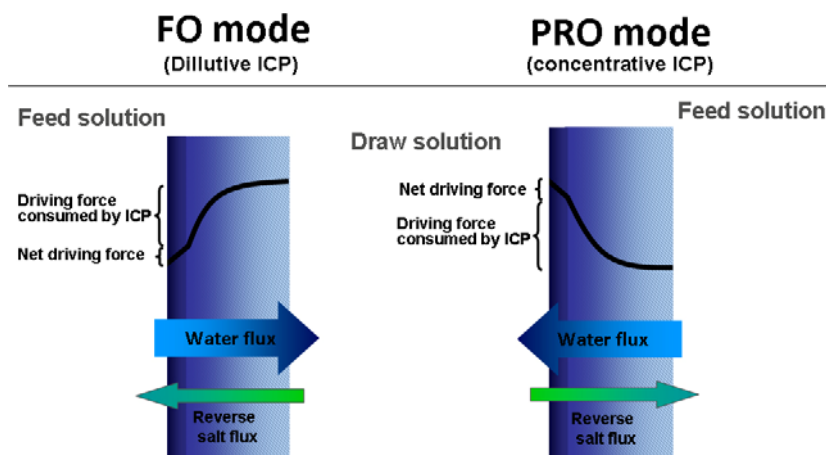 FO mode
(Dillutive ICP)
PRO mode
(concentrative ICP)
Feed solution
Driving force
consumed by ICP
Net driving force
Water flux
Reverse
salt flux
Draw solution
Feed solution
Net driving force
Driving force
consumed by ICP
Water flux
Reverse
salt flux